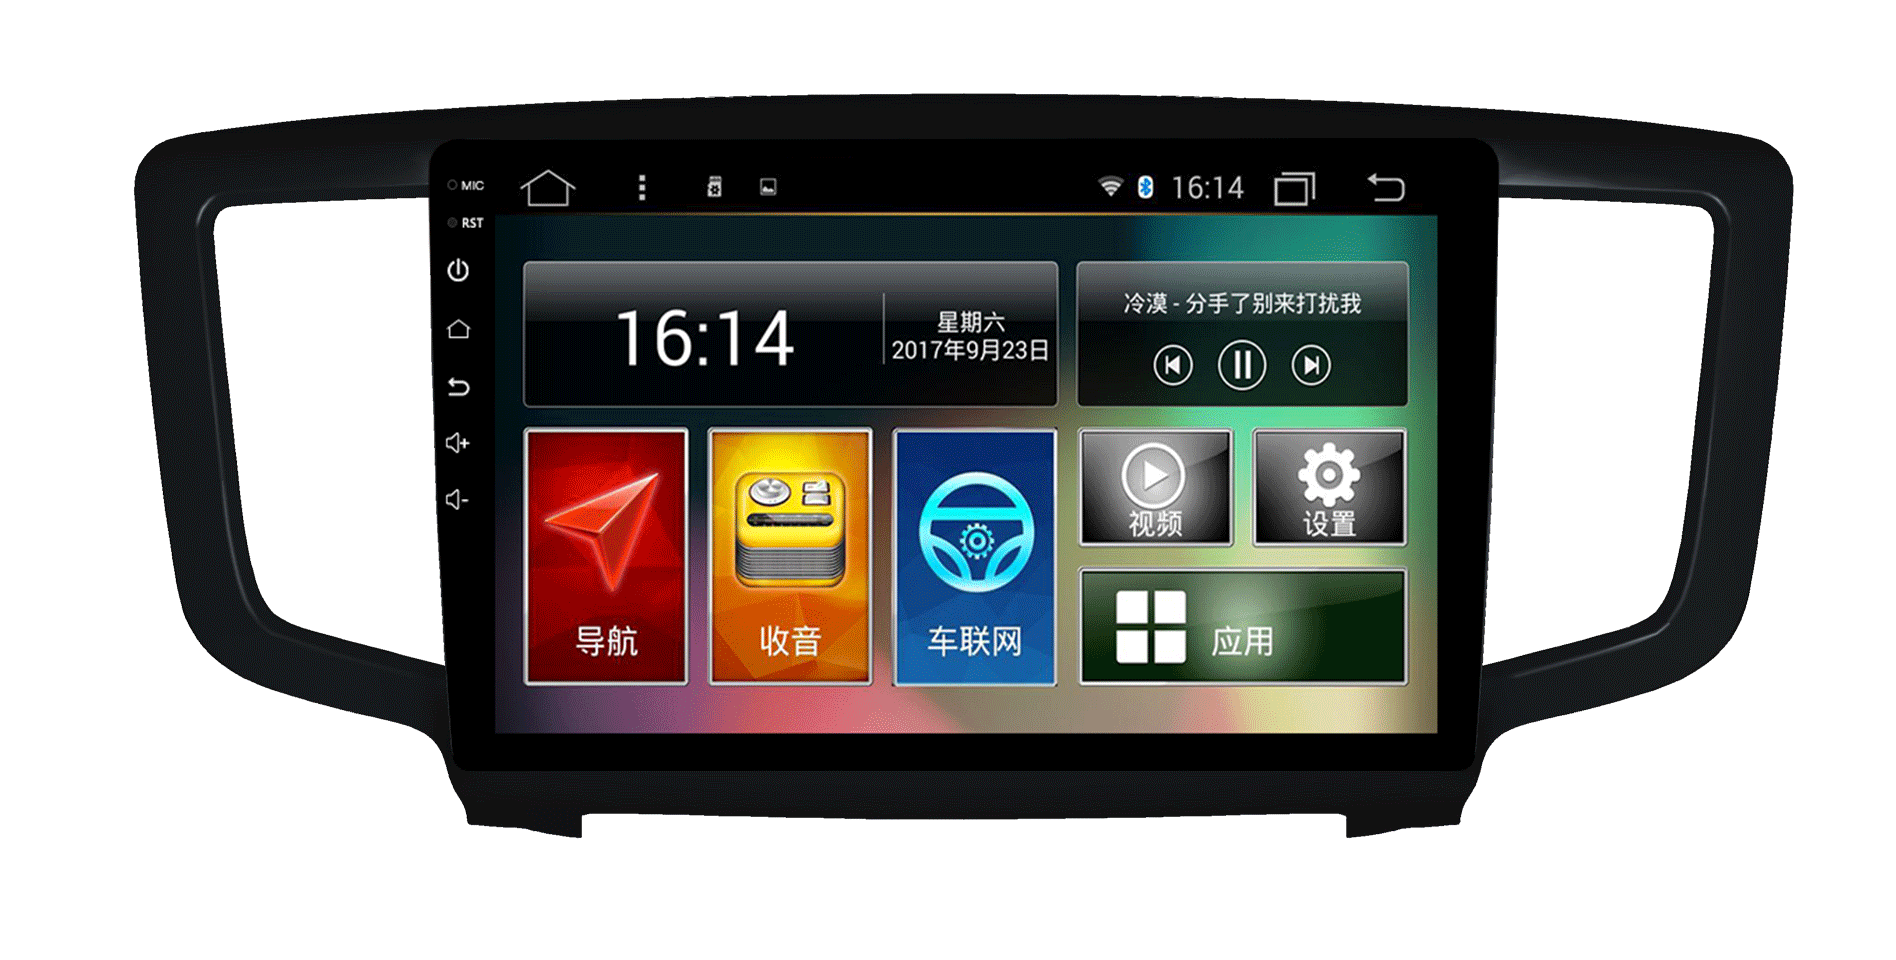 MIC
16:14
RST
16:14
星期六
2017年9月23日
冷漠 - 分手了别来打扰我
视频
设置
导航
收音
车联网
应用